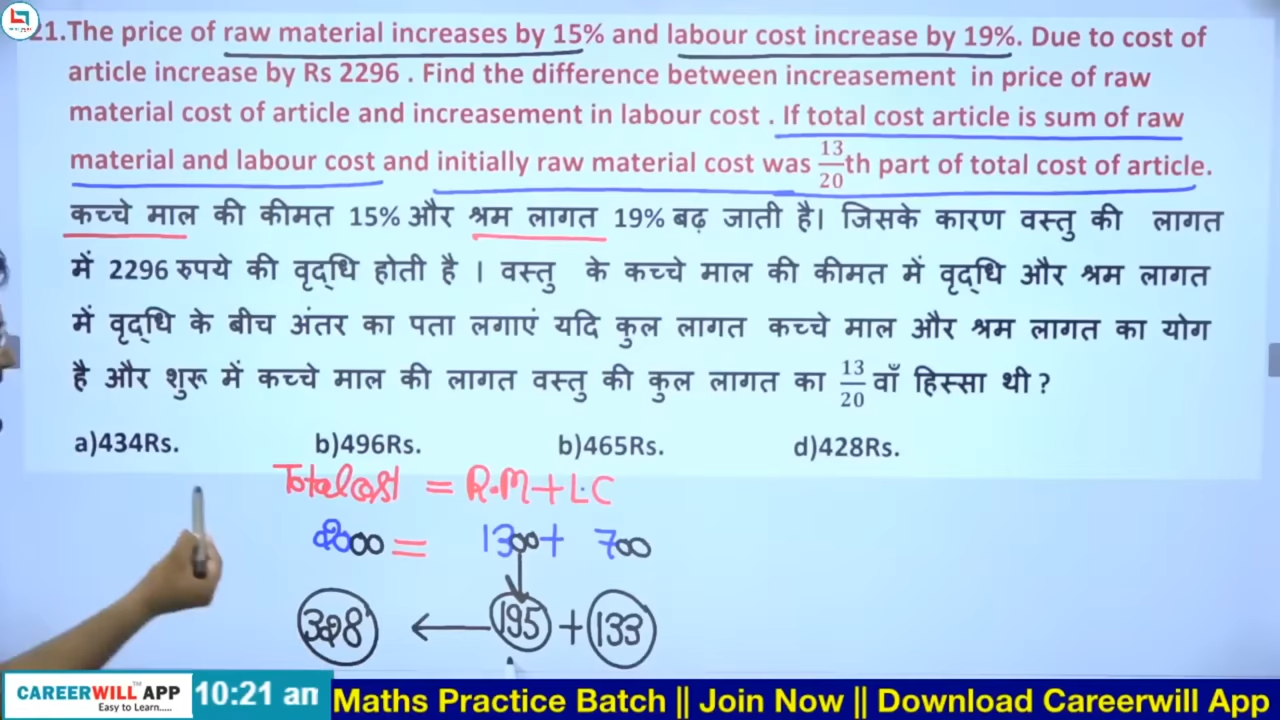 21.The price of raw material increases by 15% and labour cost increase by 19%. Due to cost of
article increase by Rs 2296 . Find the difference between increasement in price of raw
material cost of article and increasement in labour cost . If total cost article is sum of raw
material and labour cost and initially raw material cost was 13/20th part of total cost of article.
कच्चे माल की कीमत 15% और श्रम लागत 19% बढ़ जाती है। जिसके कारण वस्तु की लागत
में 2296 रुपये की वृद्धि होती है । वस्तु के कच्चे माल की कीमत में वृद्धि और श्रम लागत
में वृद्धि के बीच अंतर का पता लगाएं यदि कुल लागत कच्चे माल और श्रम लागत का योग
है और शुरू में कच्चे माल की लागत वस्तु की कुल लागत का 13/20 वाँ हिस्सा थी ?
a)434Rs. b)496Rs. b)465Rs. d)428Rs.
Total cost = R.M + L.C
2000 = 1300 + 700
328 ← 195 + 133
CAREERWILL APP
Easy to Learn.....
10:21 an
Maths Practice Batch || Join Now || Download Careerwill App